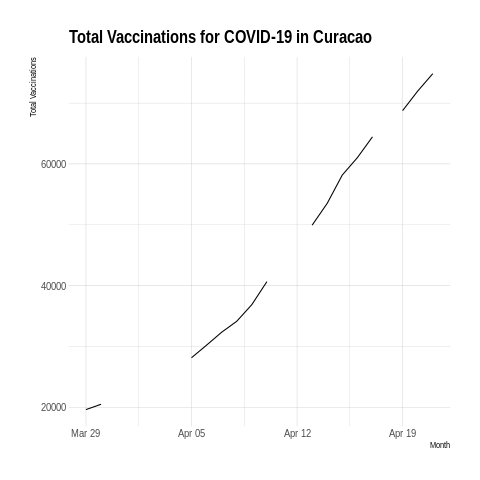 Total Vaccinations for COVID-19 in Curacao
Total Vaccinations
60000
40000
20000
Mar 29 Apr 05 Apr 12 Apr 19
Month